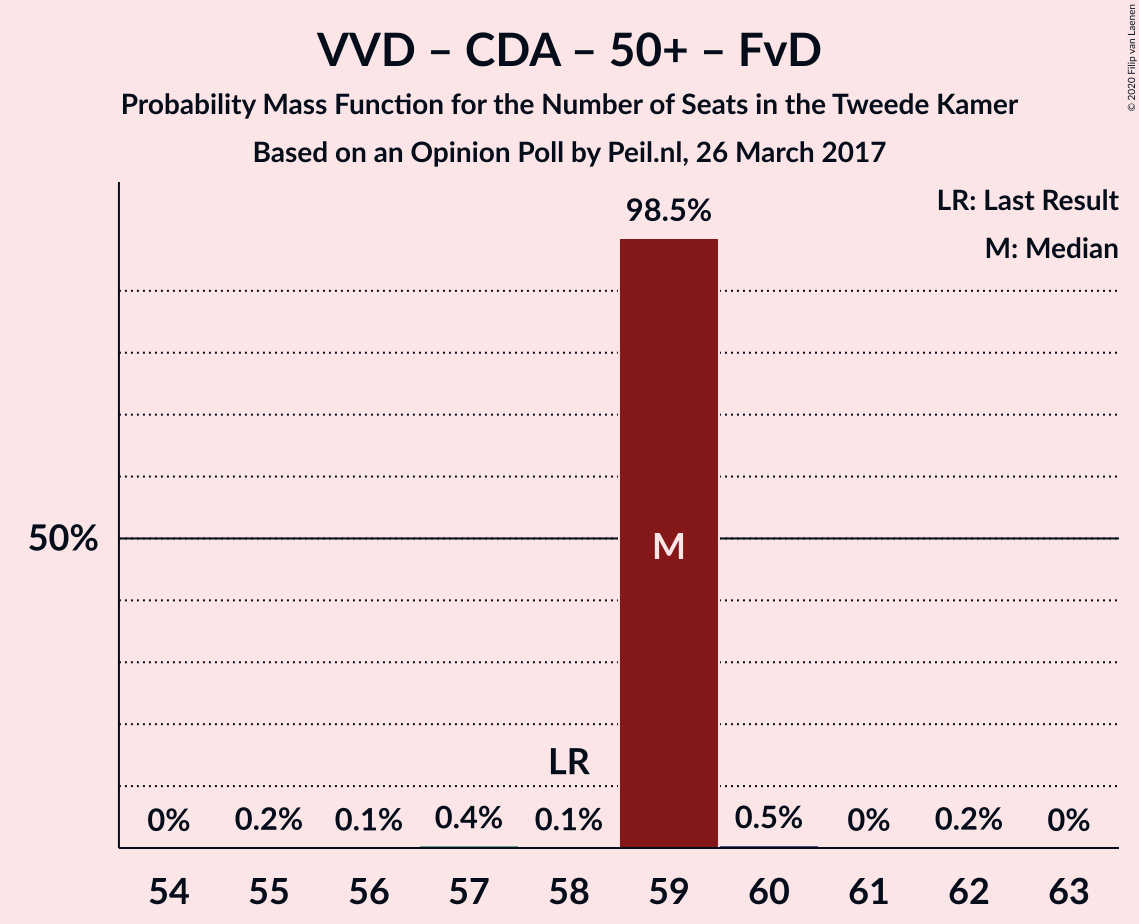 VVD – CDA – 50+ – FvD
Probability Mass Function for the Number of Seats in the Tweede Kamer
Based on an Opinion Poll by Peil.nl, 26 March 2017
© 2020 Filip van Laenen
LR: Last Result
M: Median
98.5%
50%
M
LR
0% 0.2% 0.1% 0.4% 0.1% 0.5% 0% 0.2% 0%
54 55 56 57 58 59 60 61 62 63